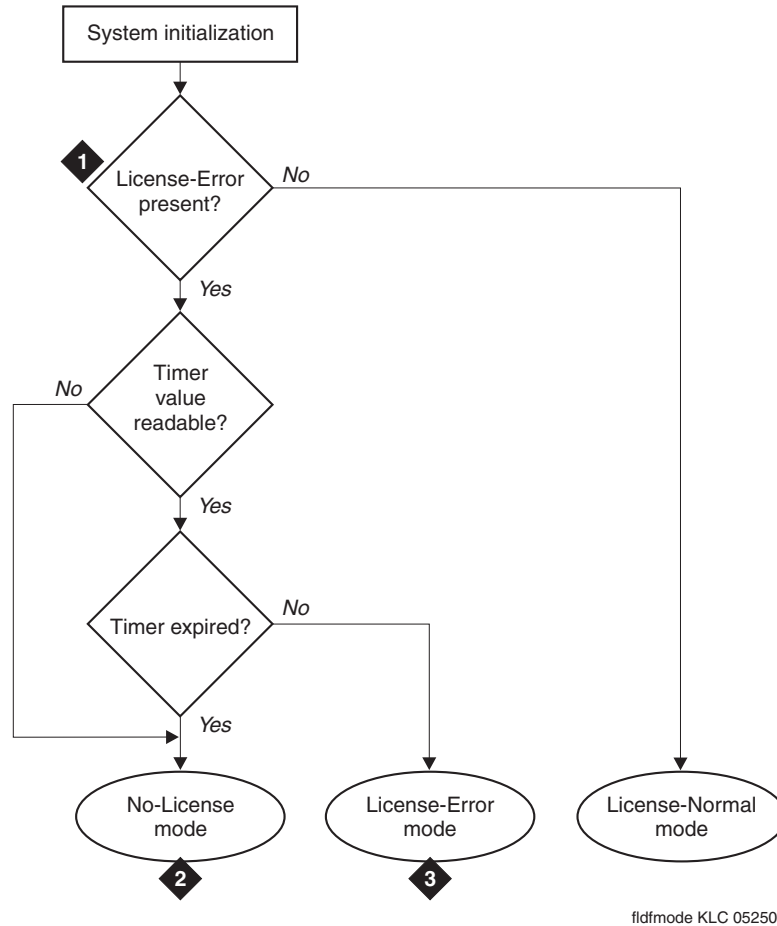 System initialization
1
License-Error
present?
No
Yes
Timer
value
readable?
No
Yes
Timer expired?
No
Yes
No-License
mode
License-Error
mode
License-Normal
mode
2
3
fldfmode KLC 05250